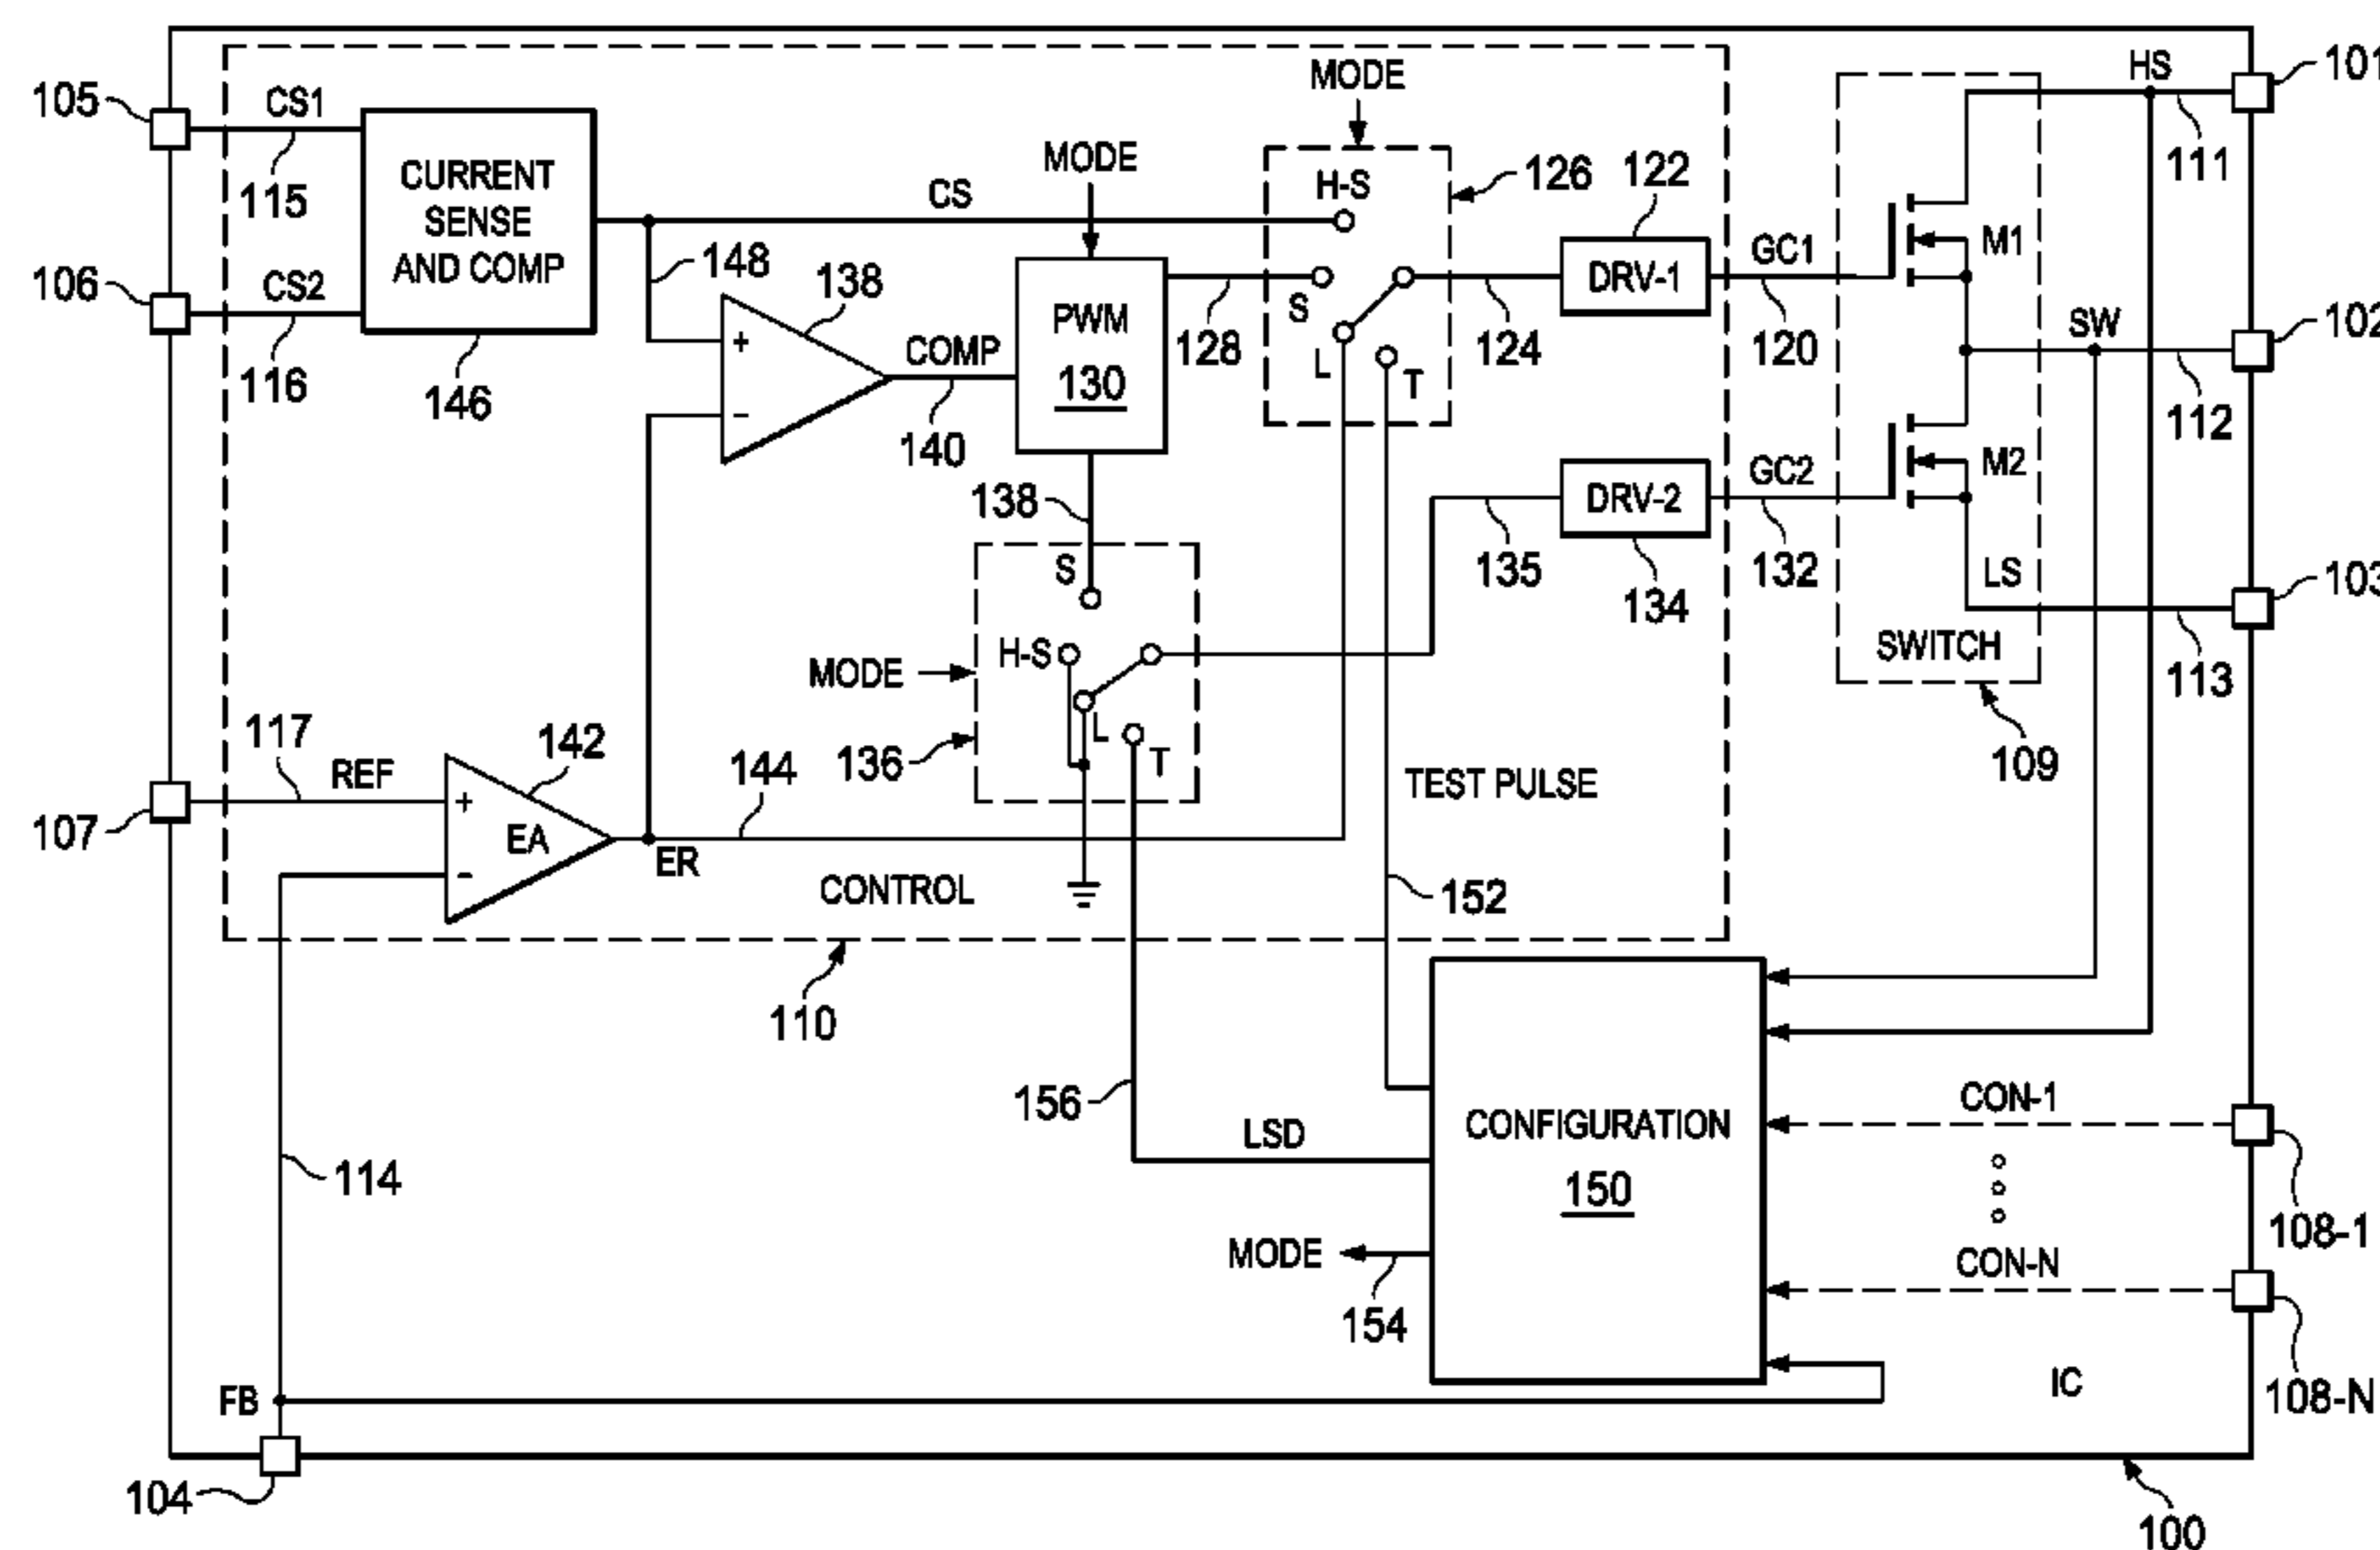 105
CS1
115
106
CS2
116
CURRENT
SENSE
AND COMP
146
CS
148
138
+
−
COMP
140
MODE
PWM
130
128
MODE
H-S
S
L
T
126
124
122
DRV-1
GC1
120
HS
101
111
M1
SW
102
112
M2
LS
103
113
SWITCH
109
138
S
H-S
L
T
MODE
136
135
DRV-2
134
GC2
132
107
117
REF
142
+
EA
-
ER
144
CONTROL
110
TEST PULSE
152
156
LSD
CONFIGURATION
150
MODE
154
CON-1
108-1
CON-N
108-N
114
FB
104
IC
100